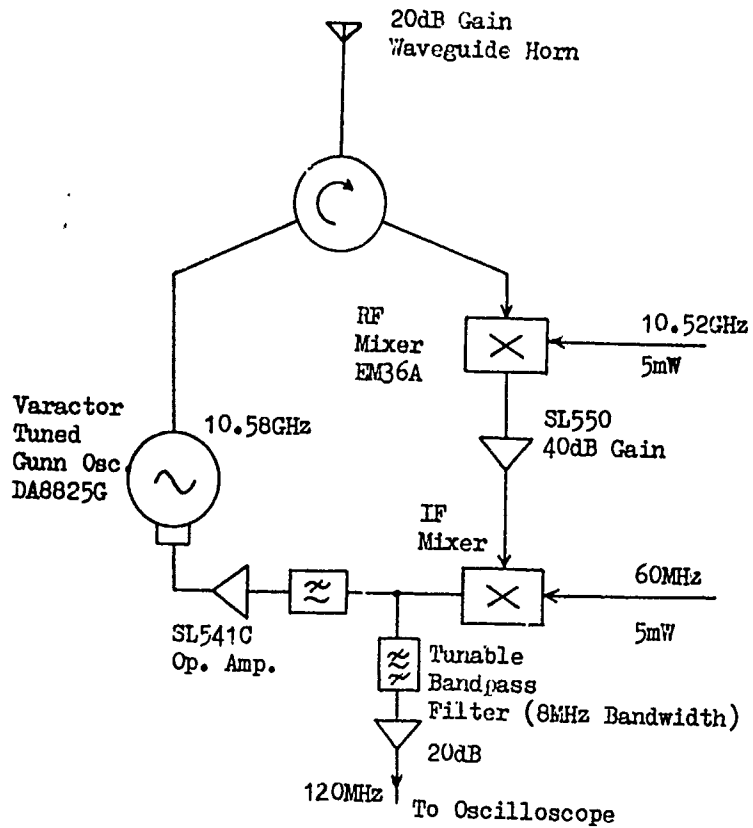 20dB Gain
Waveguide Horn
RF
Mixer
EM36A
10.52GHz
5mW
SL550
40dB Gain
Varactor
Tuned
Gunn Osc.
DA8825G
10.58GHz
IF
Mixer
60MHz
5mW
SL541C
Op. Amp.
Tunable
Bandpass
Filter (8MHz Bandwidth)
20dB
120MHz
To Oscilloscope